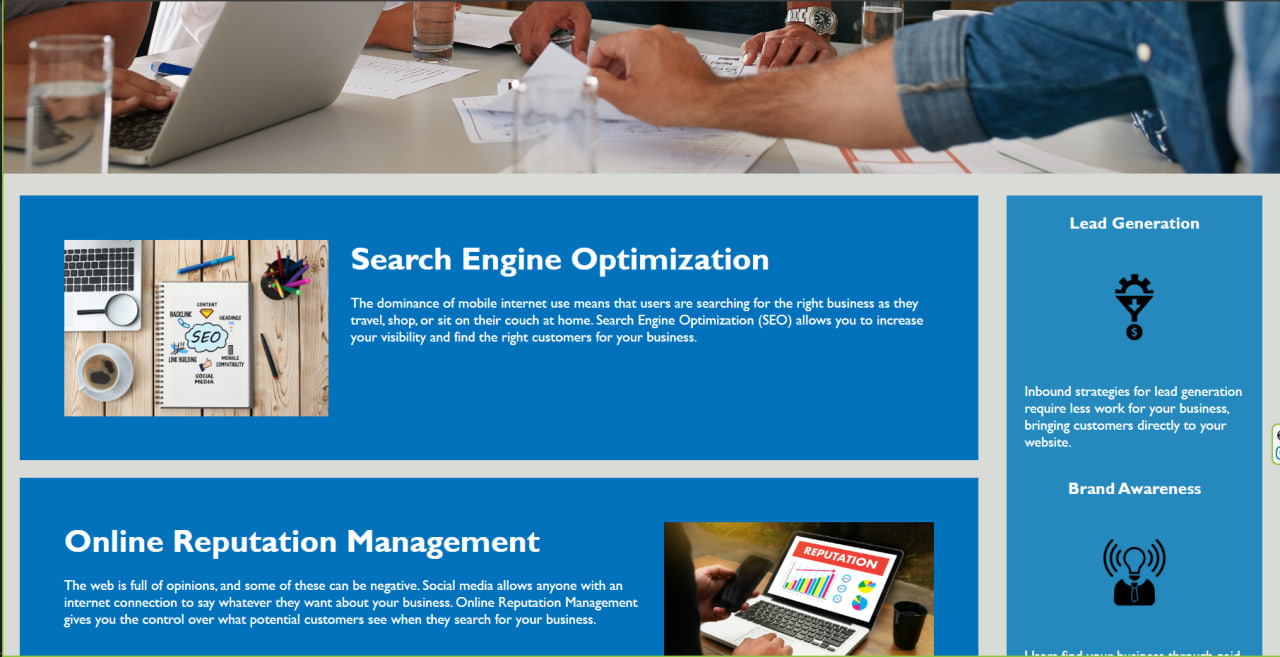 Search Engine Optimization
The dominance of mobile internet use means that users are searching for the right business as they
travel, shop, or sit on their couch at home. Search Engine Optimization (SEO) allows you to increase
your visibility and find the right customers for your business.
CONTENT
BACKLINK
HEADINGS
SEO
LINK BUILDING
MOBILE
COMPATIBILITY
SOCIAL
MEDIA
Online Reputation Management
The web is full of opinions, and some of these can be negative. Social media allows anyone with an
internet connection to say whatever they want about your business. Online Reputation Management
gives you the control over what potential customers see when they search for your business.
REPUTATION
Lead Generation
$
Inbound strategies for lead generation
require less work for your business,
bringing customers directly to your
website.
Brand Awareness
Users find your business through paid